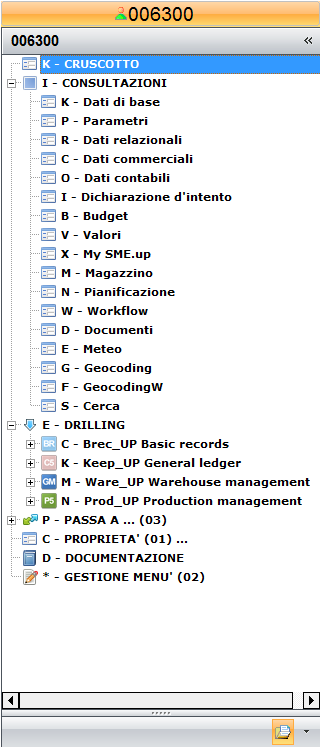 006300
006300
K - CRUSCOTTO
I - CONSULTAZIONI
K - Dati di base
P - Parametri
R - Dati relazionali
C - Dati commerciali
O - Dati contabili
I - Dichiarazione d'intento
B - Budget
V - Valori
X - My SME.up
M - Magazzino
N - Pianificazione
W - Workflow
D - Documenti
E - Meteo
G - Geocoding
F - GeocodingW
S - Cerca
E - DRILLING
BR C - Brec_UP Basic records
CS K - Keep_UP General ledger
GM M - Ware_UP Warehouse management
P5 N - Prod_UP Production management
P - PASSA A ... (03)
C - PROPRIETA' (01) ...
D - DOCUMENTAZIONE
* - GESTIONE MENU' (02)